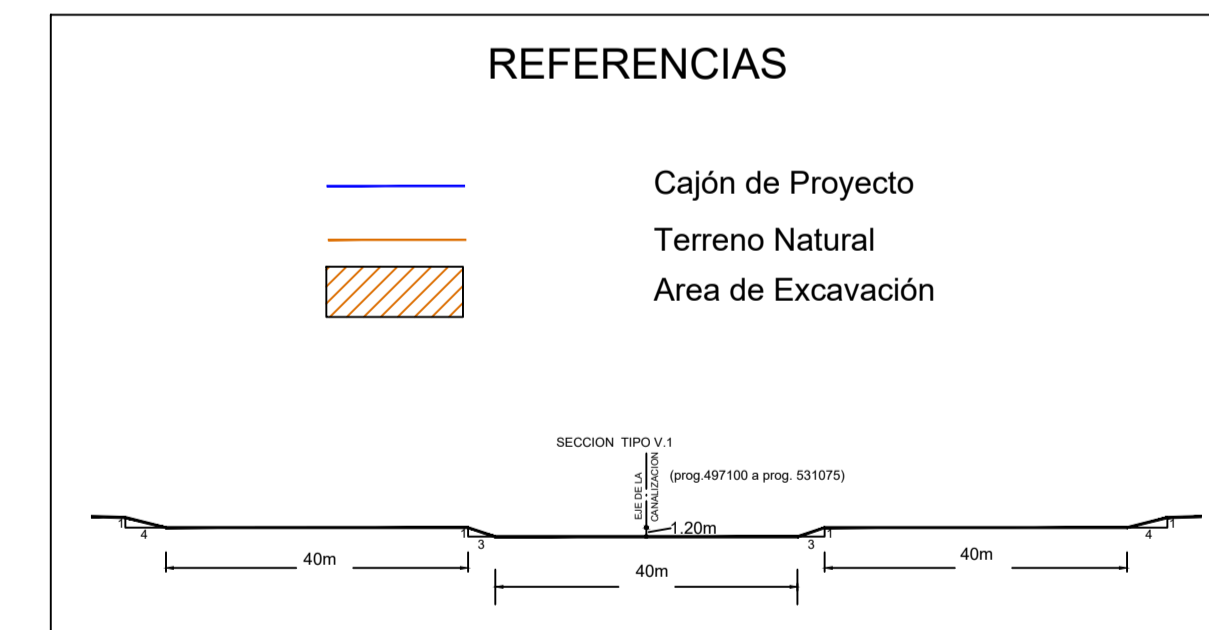 REFERENCIAS
Cajón de Proyecto
Terreno Natural
Area de Excavación
SECCION TIPO V.1
EJE DE LA
CANALIZACION
(prog.497100 a prog. 531075)
1.20m
1
4
1
3
3
1
4
1
40m
40m
40m